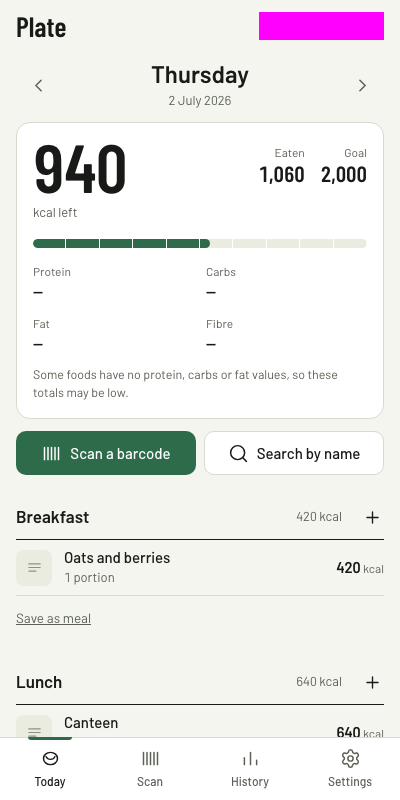 Plate
Thursday
2 July 2026
940
kcal left
Eaten
1,060
Goal
2,000
Protein
–
Carbs
–
Fat
–
Fibre
–
Some foods have no protein, carbs or fat values, so these
totals may be low.
Scan a barcode
Search by name
Breakfast
420 kcal
Oats and berries
1 portion
420 kcal
Save as meal
Lunch
640 kcal
Canteen
640 kcal
Today
Scan
History
Settings